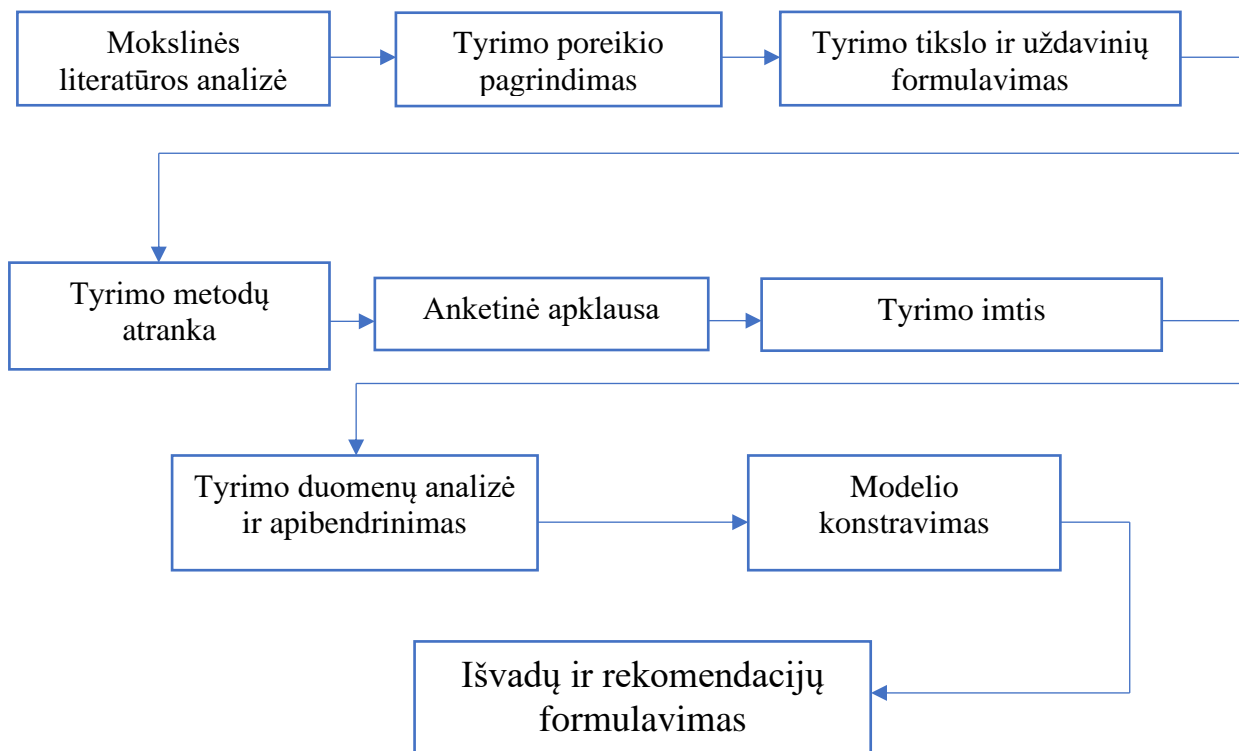 Mokslinės
literatūros analizė
Tyrimo poreikio
pagrindimas
Tyrimo tikslo ir uždavinių
formulavimas
Tyrimo metodų
atranka
Anketinė apklausa
Tyrimo imtis
Tyrimo duomenų analizė
ir apibendrinimas
Modelio
konstravimas
Išvadų ir rekomendacijų
formulavimas